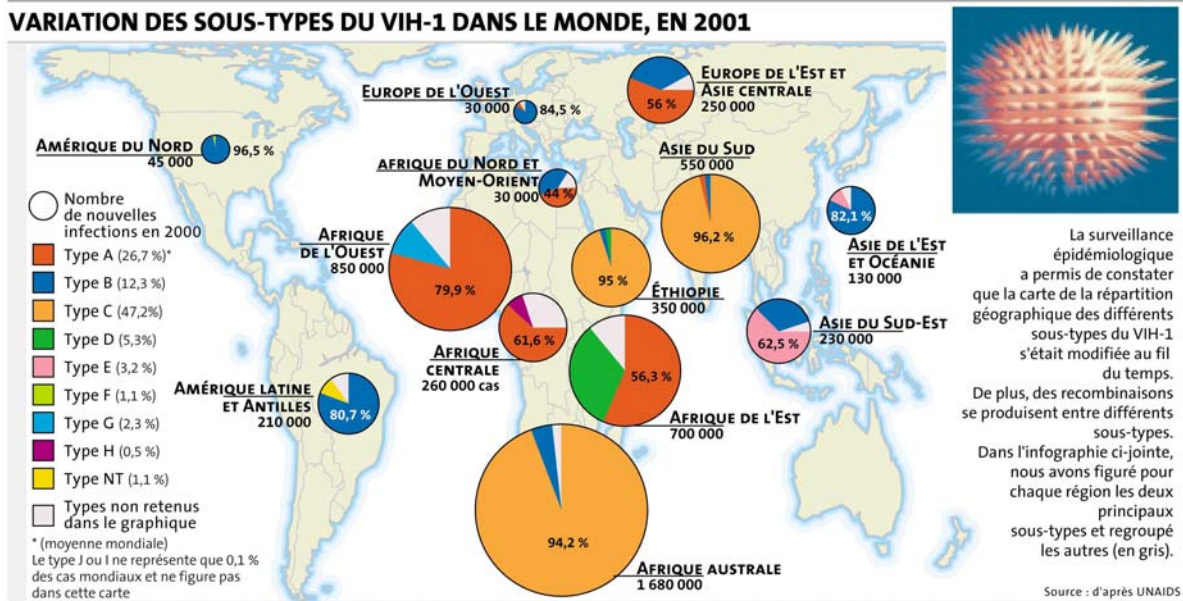 VARIATION DES SOUS-TYPES DU VIH-1 DANS LE MONDE, EN 2001
AMÉRIQUE DU NORD
45 000
96,5 %
EUROPE DE L'OUEST
30 000
84,5 %
56 %
EUROPE DE L'EST ET
ASIE CENTRALE
250 000
AFRIQUE DU NORD ET
MOYEN-ORIENT
30 000
44 %
ASIE DU SUD
550 000
96,2 %
82,1 %
ASIE DE L'EST
ET OCÉANIE
130 000
AFRIQUE
DE L'OUEST
850 000
79,9 %
95 %
ÉTHIOPIE
350 000
62,5 %
ASIE DU SUD-EST
230 000
61,6 %
AFRIQUE
CENTRALE
260 000 cas
56,3 %
AFRIQUE DE L'EST
700 000
AMÉRIQUE LATINE
ET ANTILLES
210 000
80,7 %
94,2 %
AFRIQUE AUSTRALE
1 680 000
Nombre
de nouvelles
infections en 2000
Type A (26,7 %)*
Type B (12,3 %)
Type C (47,2%)
Type D (5,3%)
Type E (3,2 %)
Type F (1,1 %)
Type G (2,3 %)
Type H (0,5 %)
Type NT (1,1 %)
Types non retenus
dans le graphique
* (moyenne mondiale)
Le type J ou I ne représente que 0,1 %
des cas mondiaux et ne figure pas
dans cette carte
La surveillance
épidémiologique
a permis de constater
que la carte de la répartition
géographique des différents
sous-types du VIH-1
s'était modifiée au fil
du temps.
De plus, des recombinaisons
se produisent entre différents
sous-types.
Dans l'infographie ci-jointe,
nous avons figuré pour
chaque région les deux
principaux
sous-types et regroupé
les autres (en gris).
Source : d'après UNAIDS